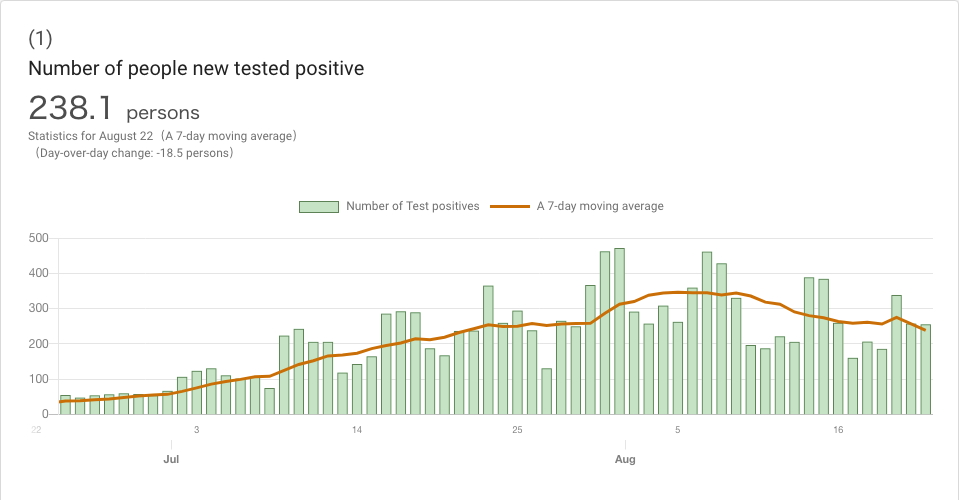 (1)
Number of people new tested positive
238.1 persons
Statistics for August 22（A 7-day moving average）
（Day-over-day change: -18.5 persons）
Number of Test positives A 7-day moving average
500
400
300
200
100
0
22 3 14 25 5 16
Jul Aug